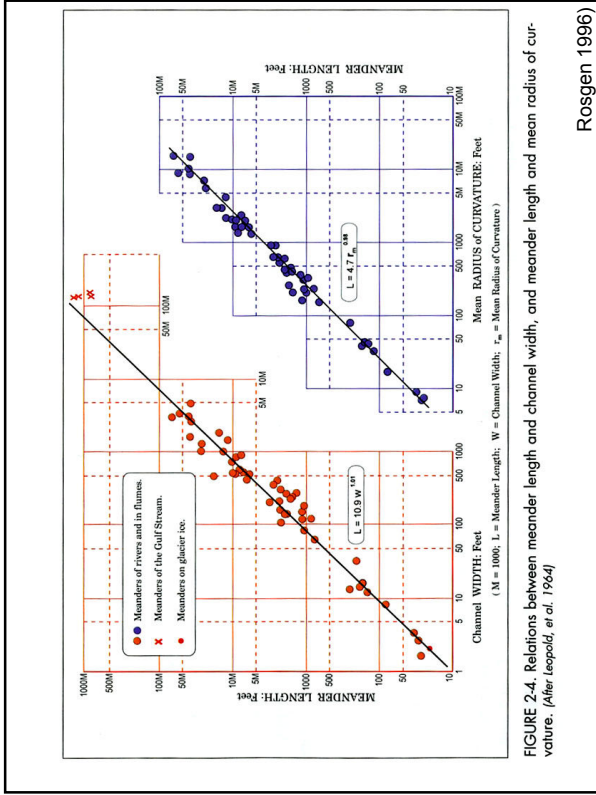 1000M
500M
50M
10M
5M
1000
500
100
50
10
MEANDER LENGTH: Feet
Meanders of rivers and in flumes.
Meanders of the Gulf Stream.
Meanders on glacier ice.
L = 10.9 w 1.01
1
5
10
50
100
500
1000
5M
10M
50M
100M
Channel WIDTH: Feet
100M
50M
10M
5M
1000
500
100
50
10
MEANDER LENGTH: Feet
L = 4.7 rm 0.98
5
10
50
100
500
1000
5M
10M
50M
100M
Mean RADIUS of CURVATURE: Feet
( M = 1000; L = Meander Length; W = Channel Width; rm = Mean Radius of Curvature )
FIGURE 2-4. Relations between meander length and channel width, and meander length and mean radius of cur-
vature. (After Leopold, et al. 1964)
Rosgen 1996)